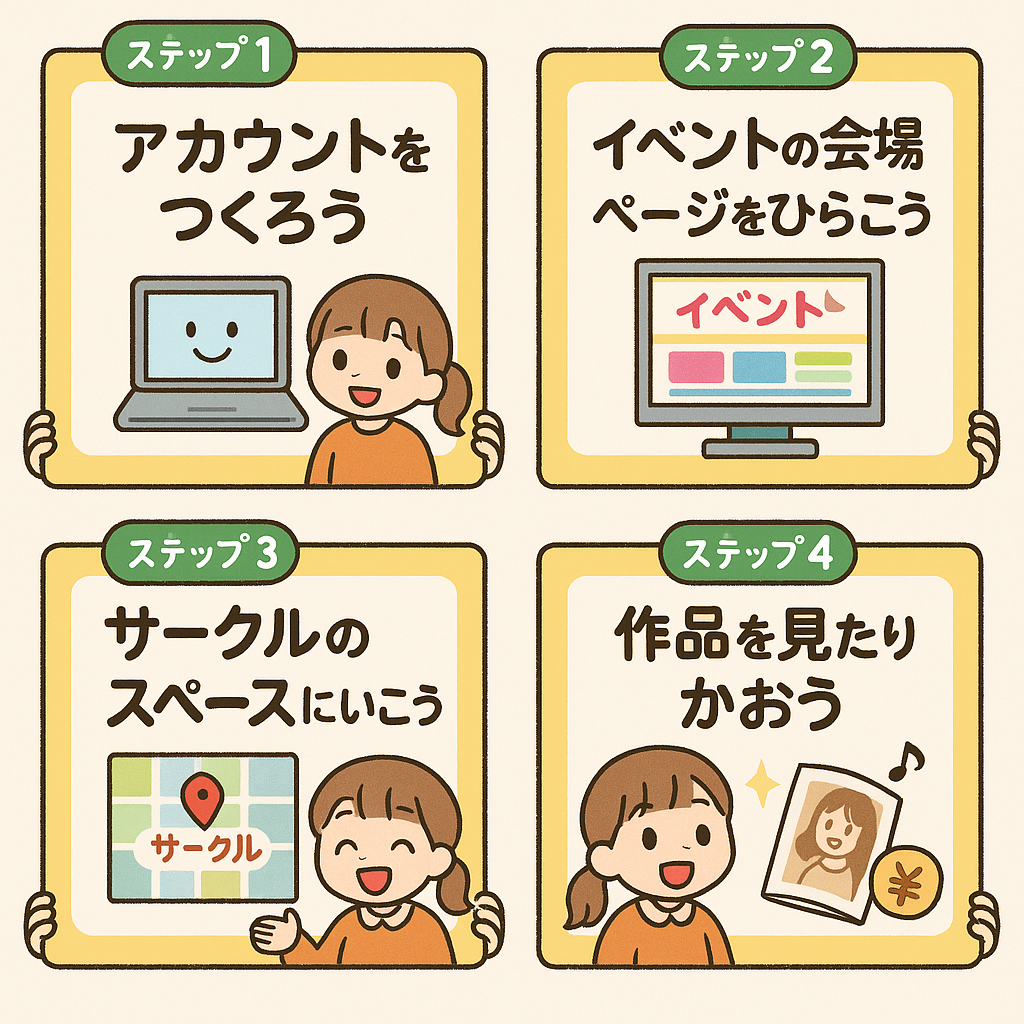 ステップ1
アカウントを
つくろう
ステップ2
イベントの会場
ページをひらこう
イベント
ステップ3
サークルの
スペースにいこう
サークル
ステップ4
作品を見たり
かおう
¥